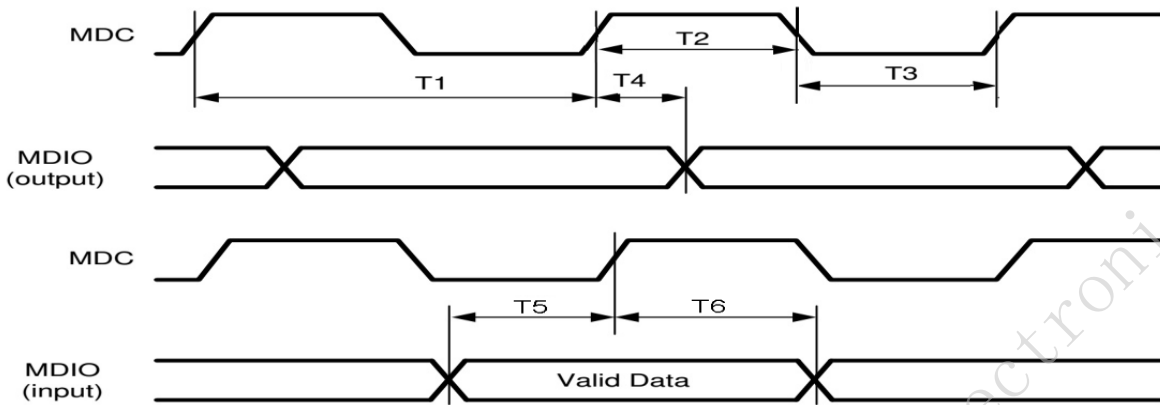 MDC
T1
T2
T3
T4
MDIO
(output)
MDC
T5
T6
MDIO
(input)
Valid Data